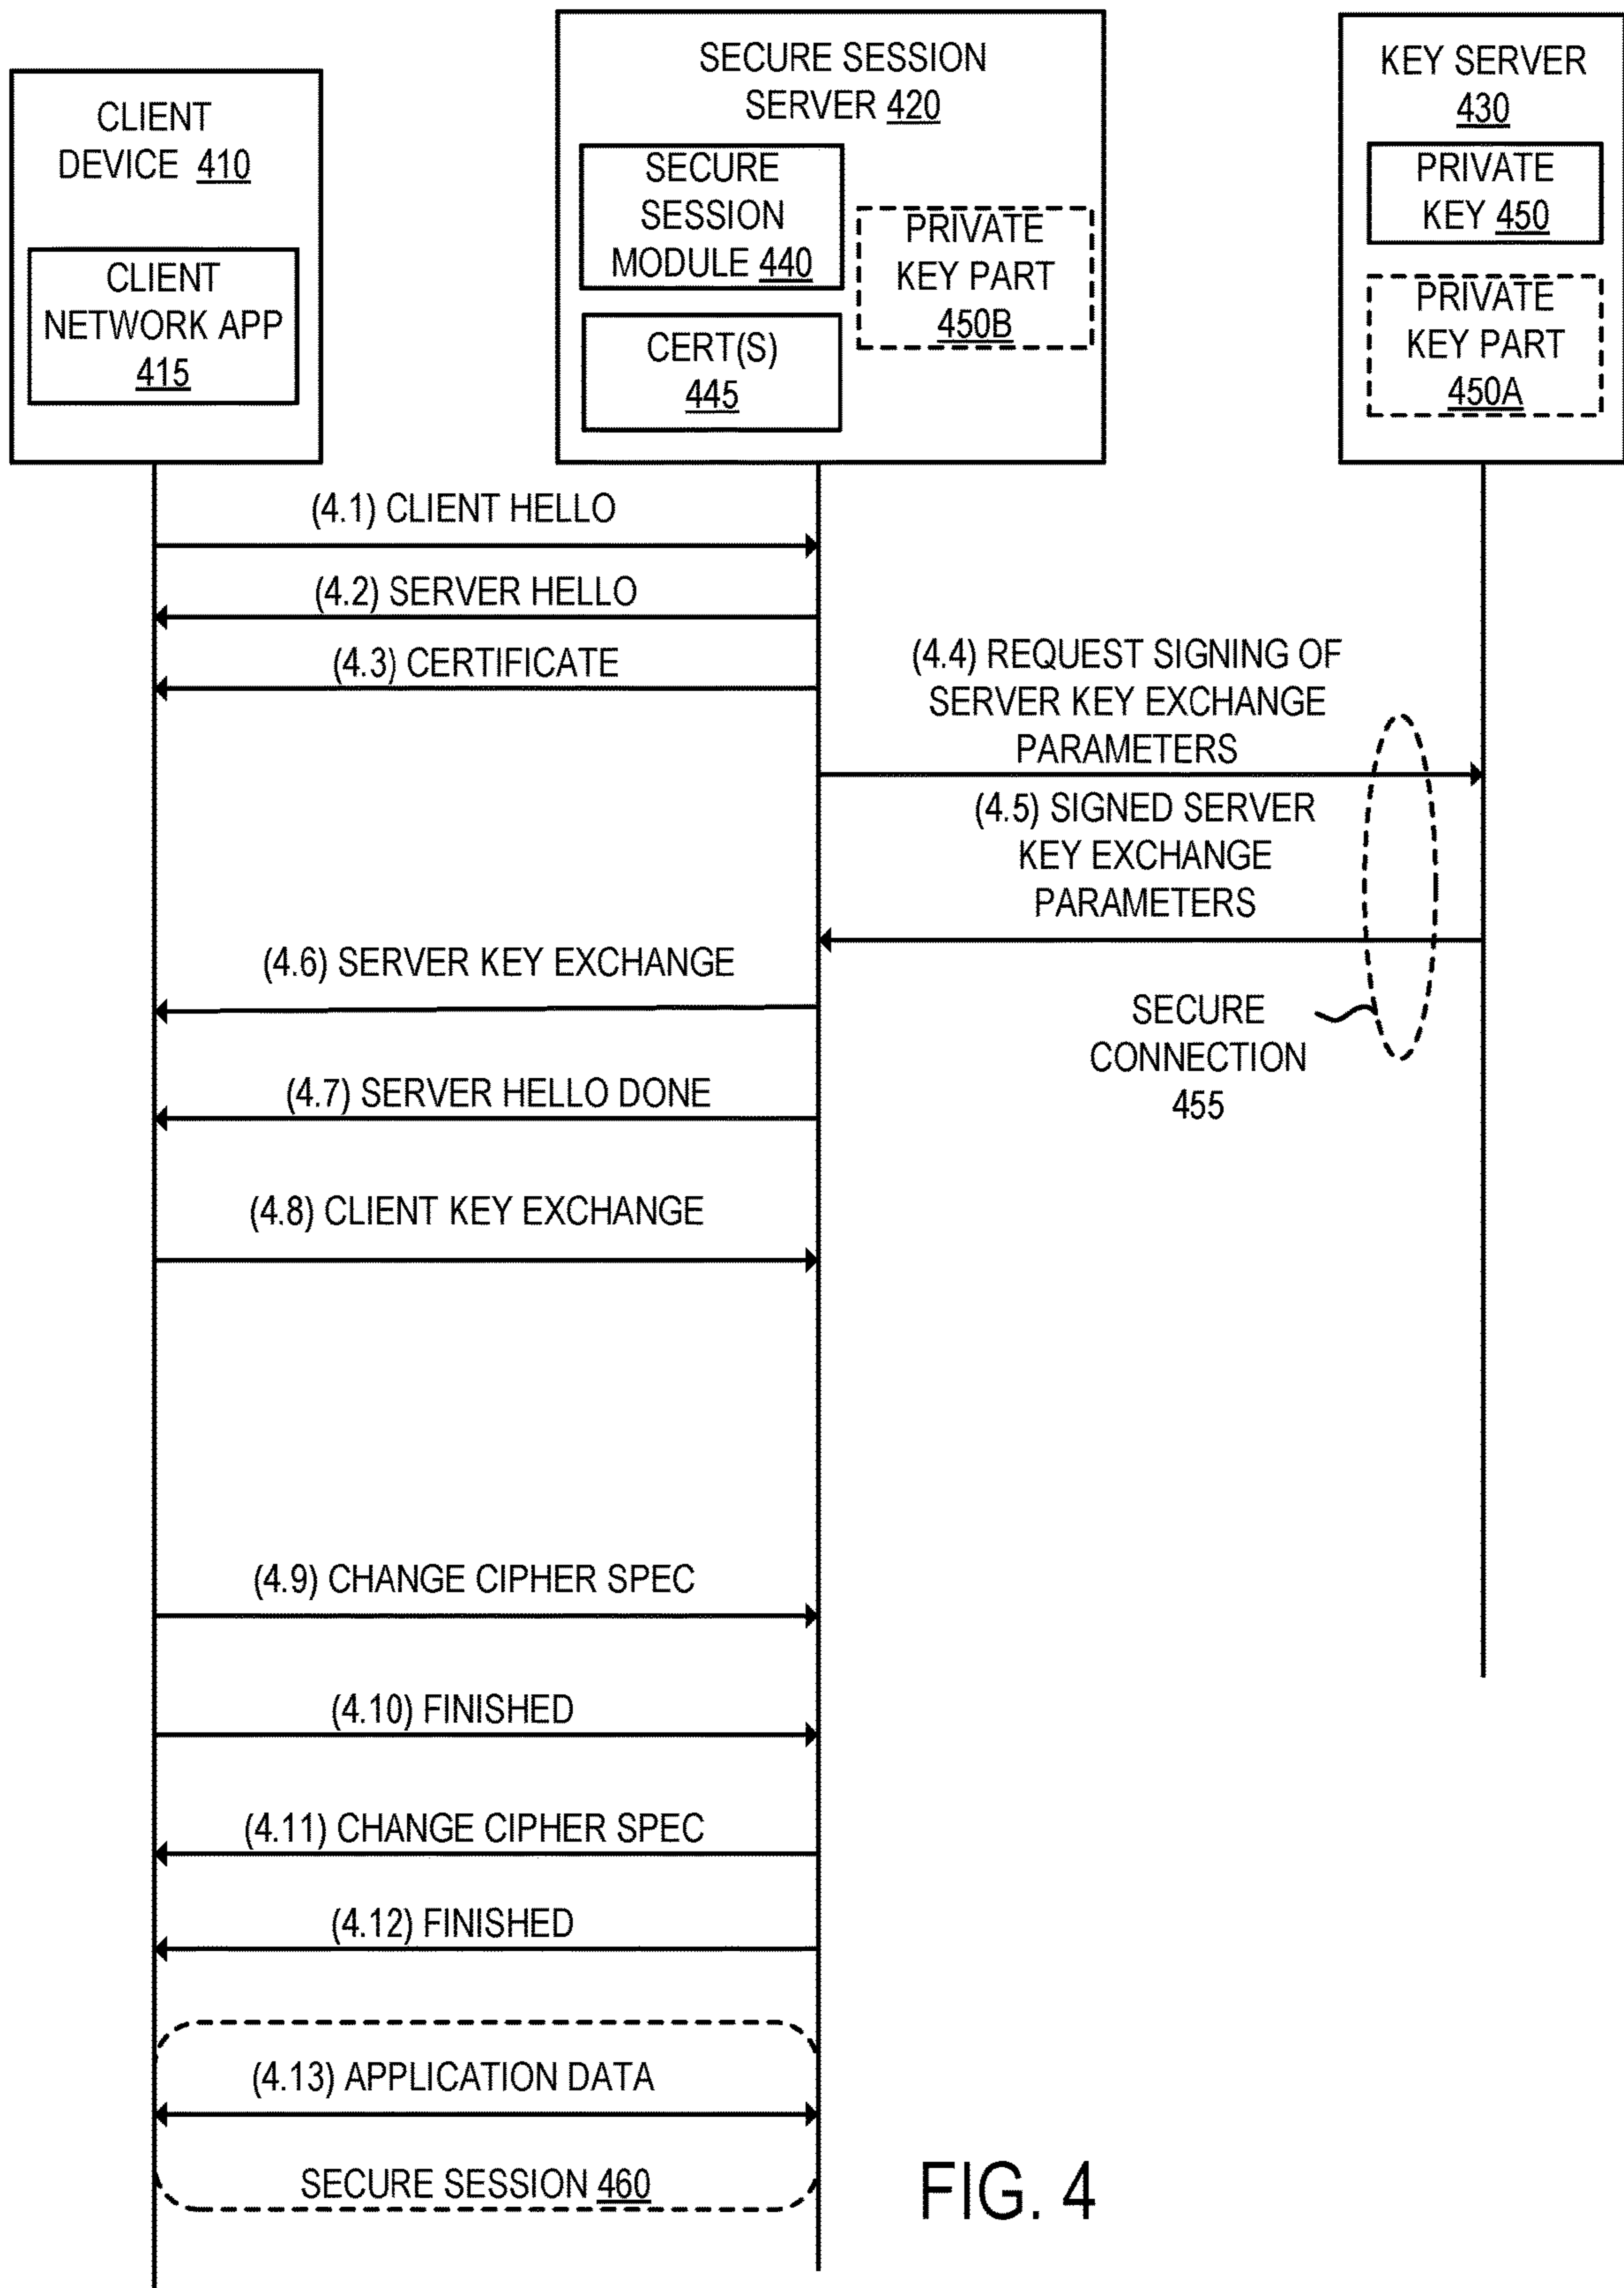 CLIENT
DEVICE 410
CLIENT
NETWORK APP
415
SECURE SESSION
SERVER 420
SECURE
SESSION
MODULE 440
CERT(S)
445
PRIVATE
KEY PART
450B
KEY SERVER
430
PRIVATE
KEY 450
PRIVATE
KEY PART
450A
(4.1) CLIENT HELLO
(4.2) SERVER HELLO
(4.3) CERTIFICATE
(4.4) REQUEST SIGNING OF
SERVER KEY EXCHANGE
PARAMETERS
(4.5) SIGNED SERVER
KEY EXCHANGE
PARAMETERS
(4.6) SERVER KEY EXCHANGE
SECURE
CONNECTION
455
(4.7) SERVER HELLO DONE
(4.8) CLIENT KEY EXCHANGE
(4.9) CHANGE CIPHER SPEC
(4.10) FINISHED
(4.11) CHANGE CIPHER SPEC
(4.12) FINISHED
(4.13) APPLICATION DATA
SECURE SESSION 460
FIG. 4